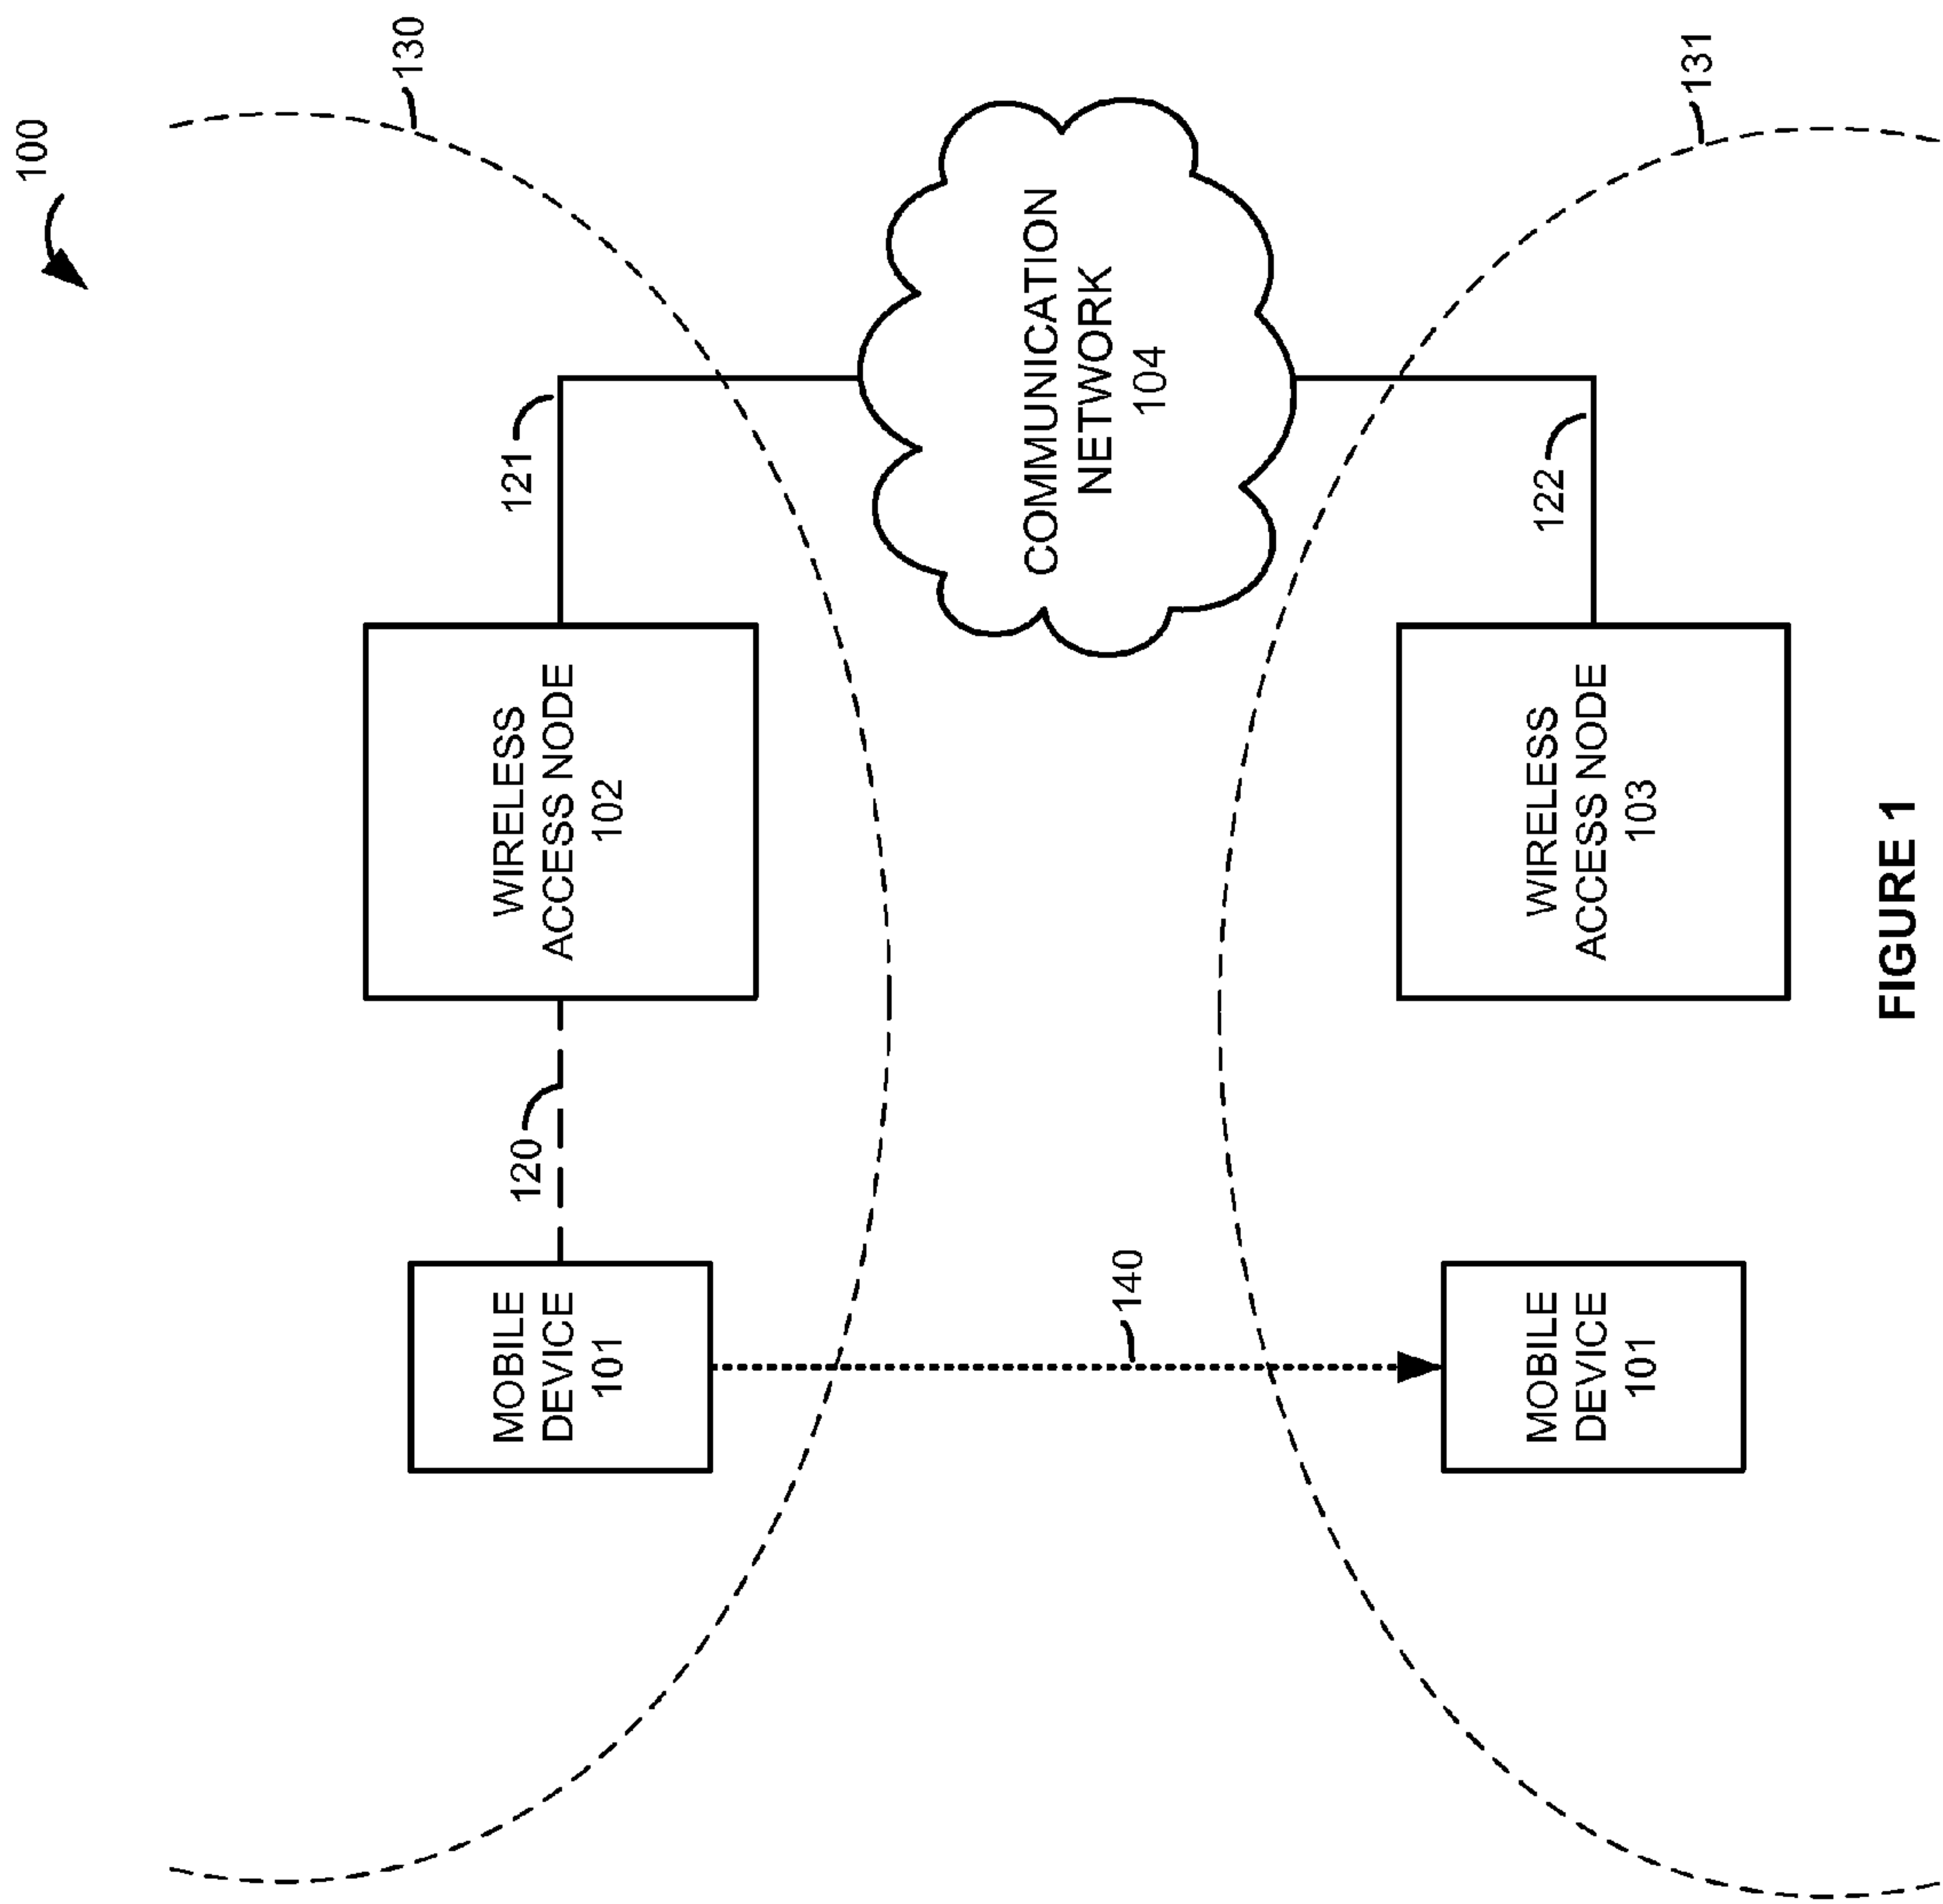 100
130
MOBILE
DEVICE
101
120
WIRELESS
ACCESS NODE
102
121
140
COMMUNICATION
NETWORK
104
131
MOBILE
DEVICE
101
WIRELESS
ACCESS NODE
103
122
FIGURE 1